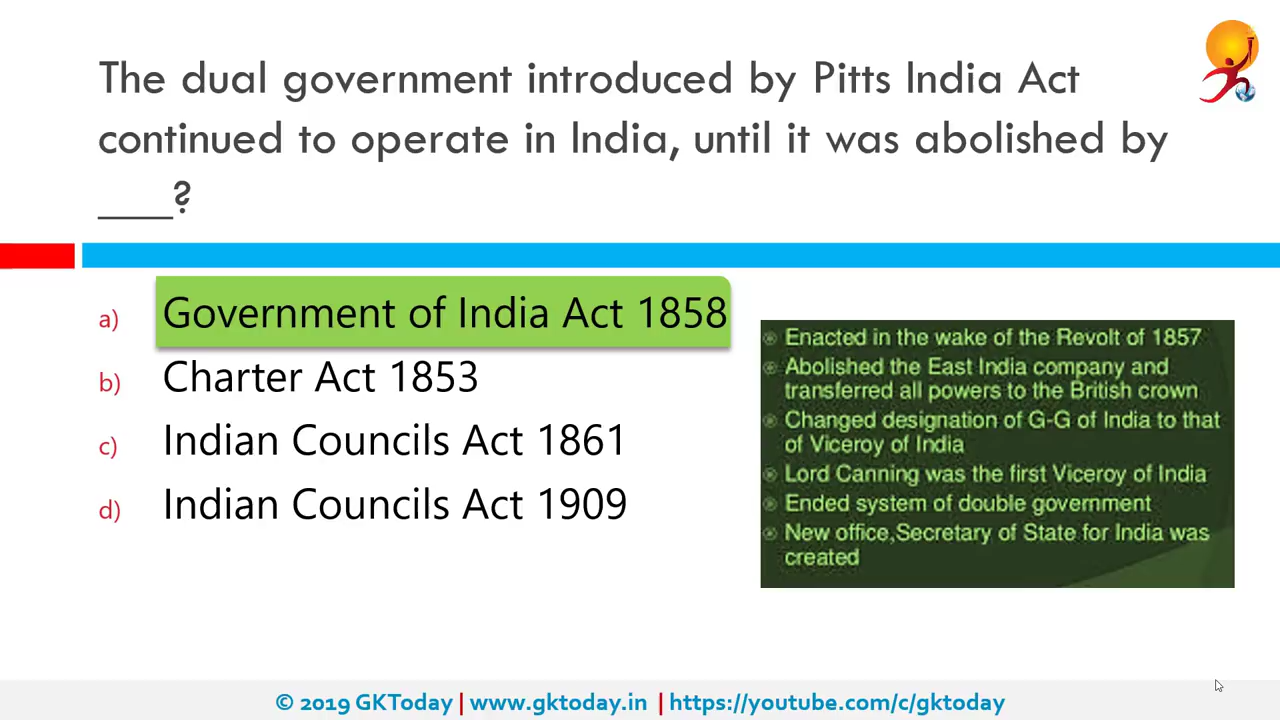 The dual government introduced by Pitts India Act
continued to operate in India, until it was abolished by
___?
a) Government of India Act 1858
b) Charter Act 1853
c) Indian Councils Act 1861
d) Indian Councils Act 1909
Enacted in the wake of the Revolt of 1857
Abolished the East India company and
transferred all powers to the British crown
Changed designation of G-G of India to that
of Viceroy of India
Lord Canning was the first Viceroy of India
Ended system of double government
New office,Secretary of State for India was
created
© 2019 GKToday | www.gktoday.in | https://youtube.com/c/gktoday